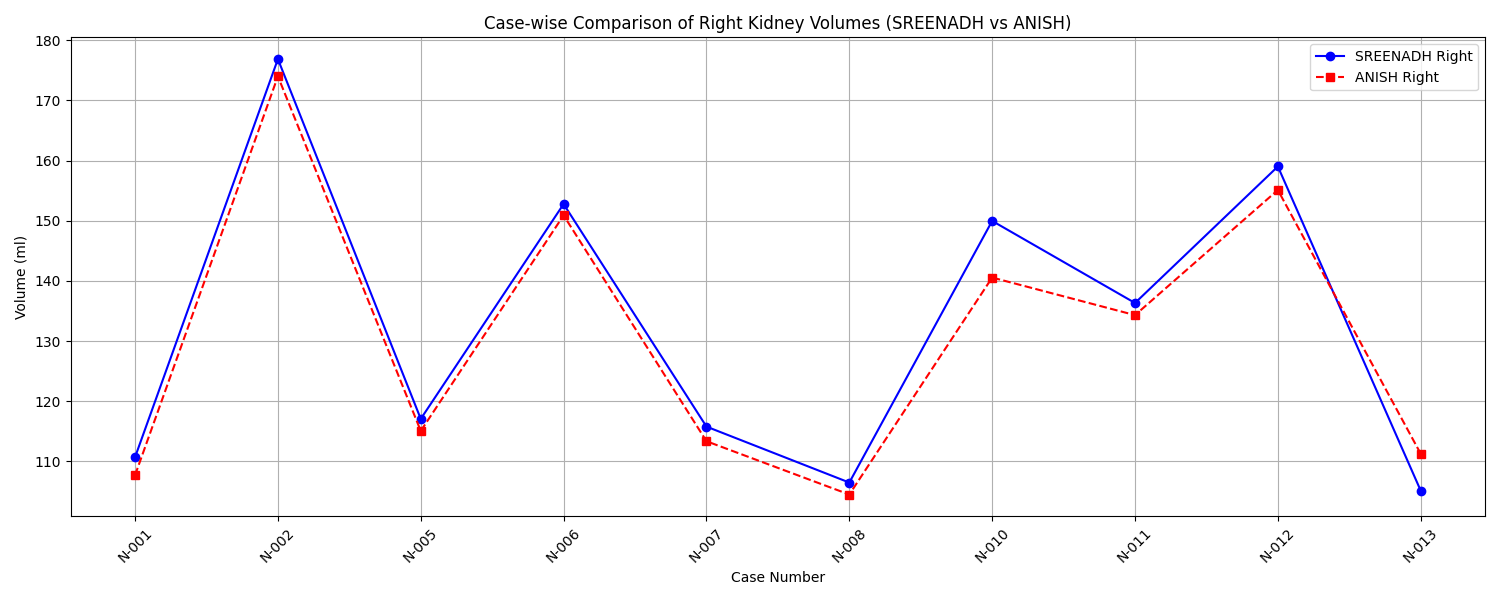 Case-wise Comparison of Right Kidney Volumes (SREENADH vs ANISH)
SREENADH Right
ANISH Right
Volume (ml)
180
170
160
150
140
130
120
110
N-001
N-002
N-005
N-006
N-007
N-008
N-010
N-011
N-012
N-013
Case Number